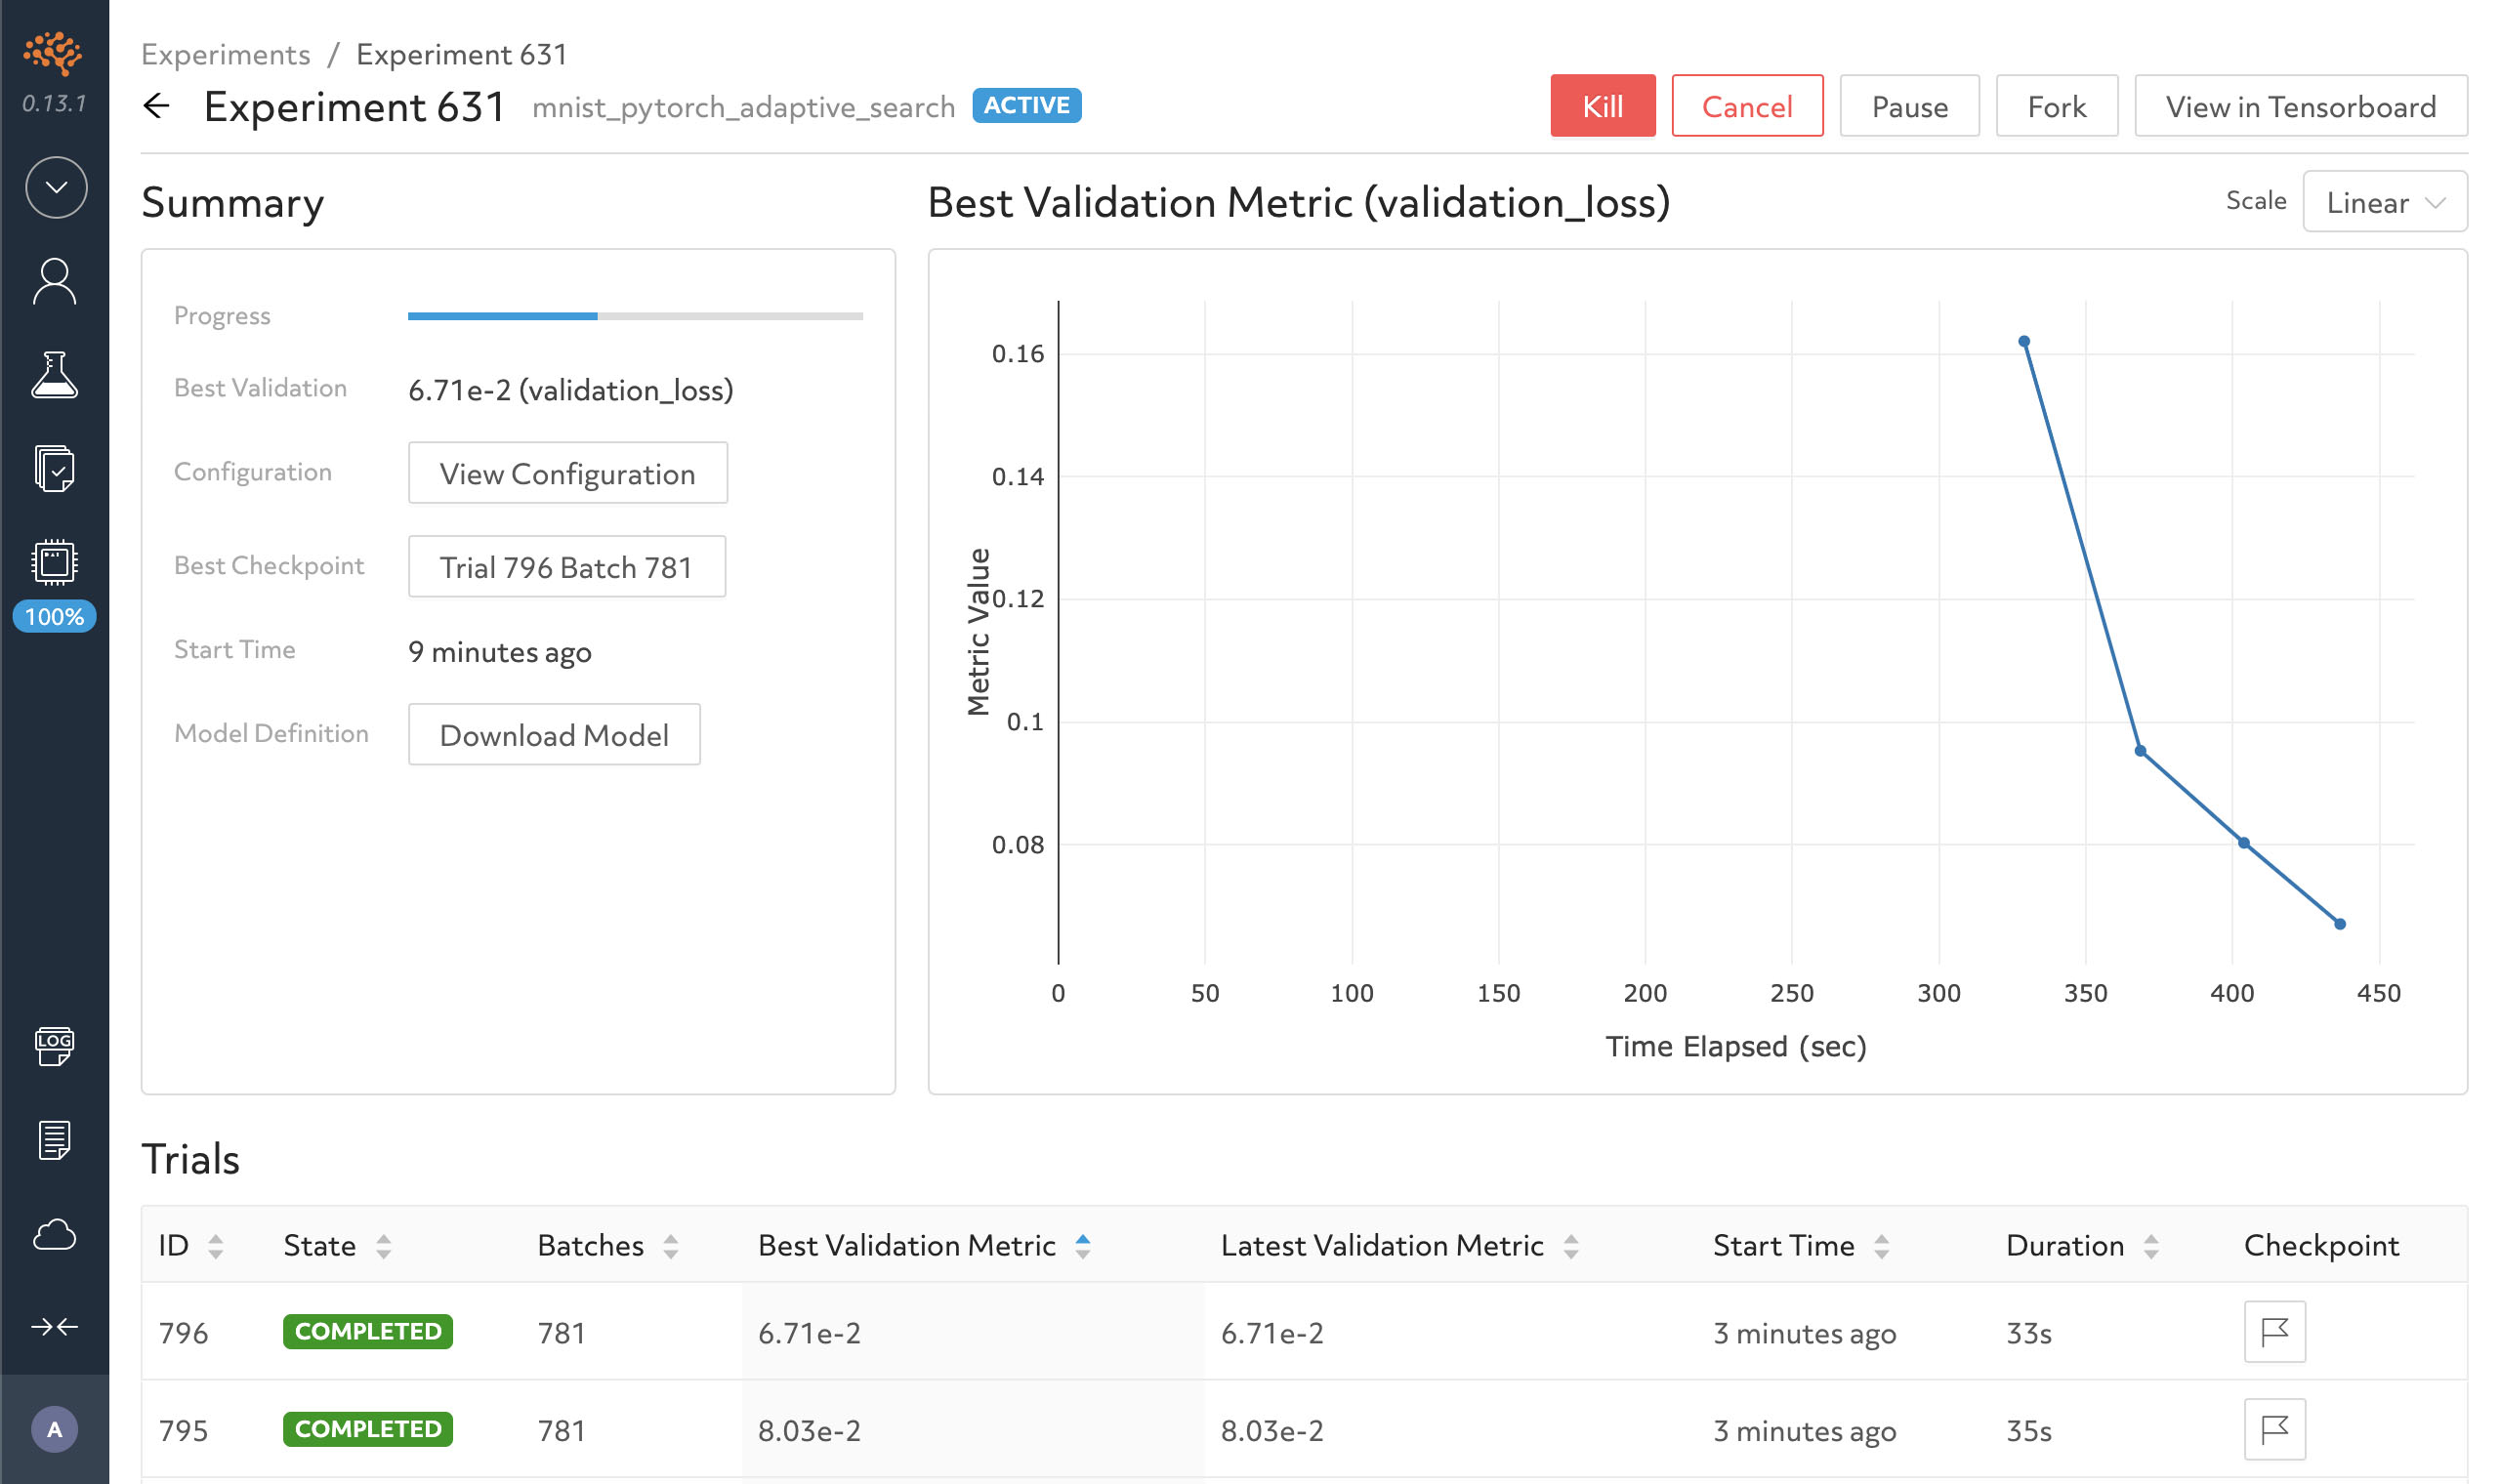 0.13.1
100%
LOG
A
Experiments / Experiment 631
Experiment 631 mnist_pytorch_adaptive_search ACTIVE
Kill Cancel Pause Fork View in Tensorboard
Summary
Progress
Best Validation 6.71e-2 (validation_loss)
Configuration View Configuration
Best Checkpoint Trial 796 Batch 781
Start Time 9 minutes ago
Model Definition Download Model
Best Validation Metric (validation_loss)
Scale Linear
Metric Value
0.16
0.14
0.12
0.1
0.08
0 50 100 150 200 250 300 350 400 450
Time Elapsed (sec)
Trials
ID State Batches Best Validation Metric Latest Validation Metric Start Time Duration Checkpoint
796 COMPLETED 781 6.71e-2 6.71e-2 3 minutes ago 33s
795 COMPLETED 781 8.03e-2 8.03e-2 3 minutes ago 35s